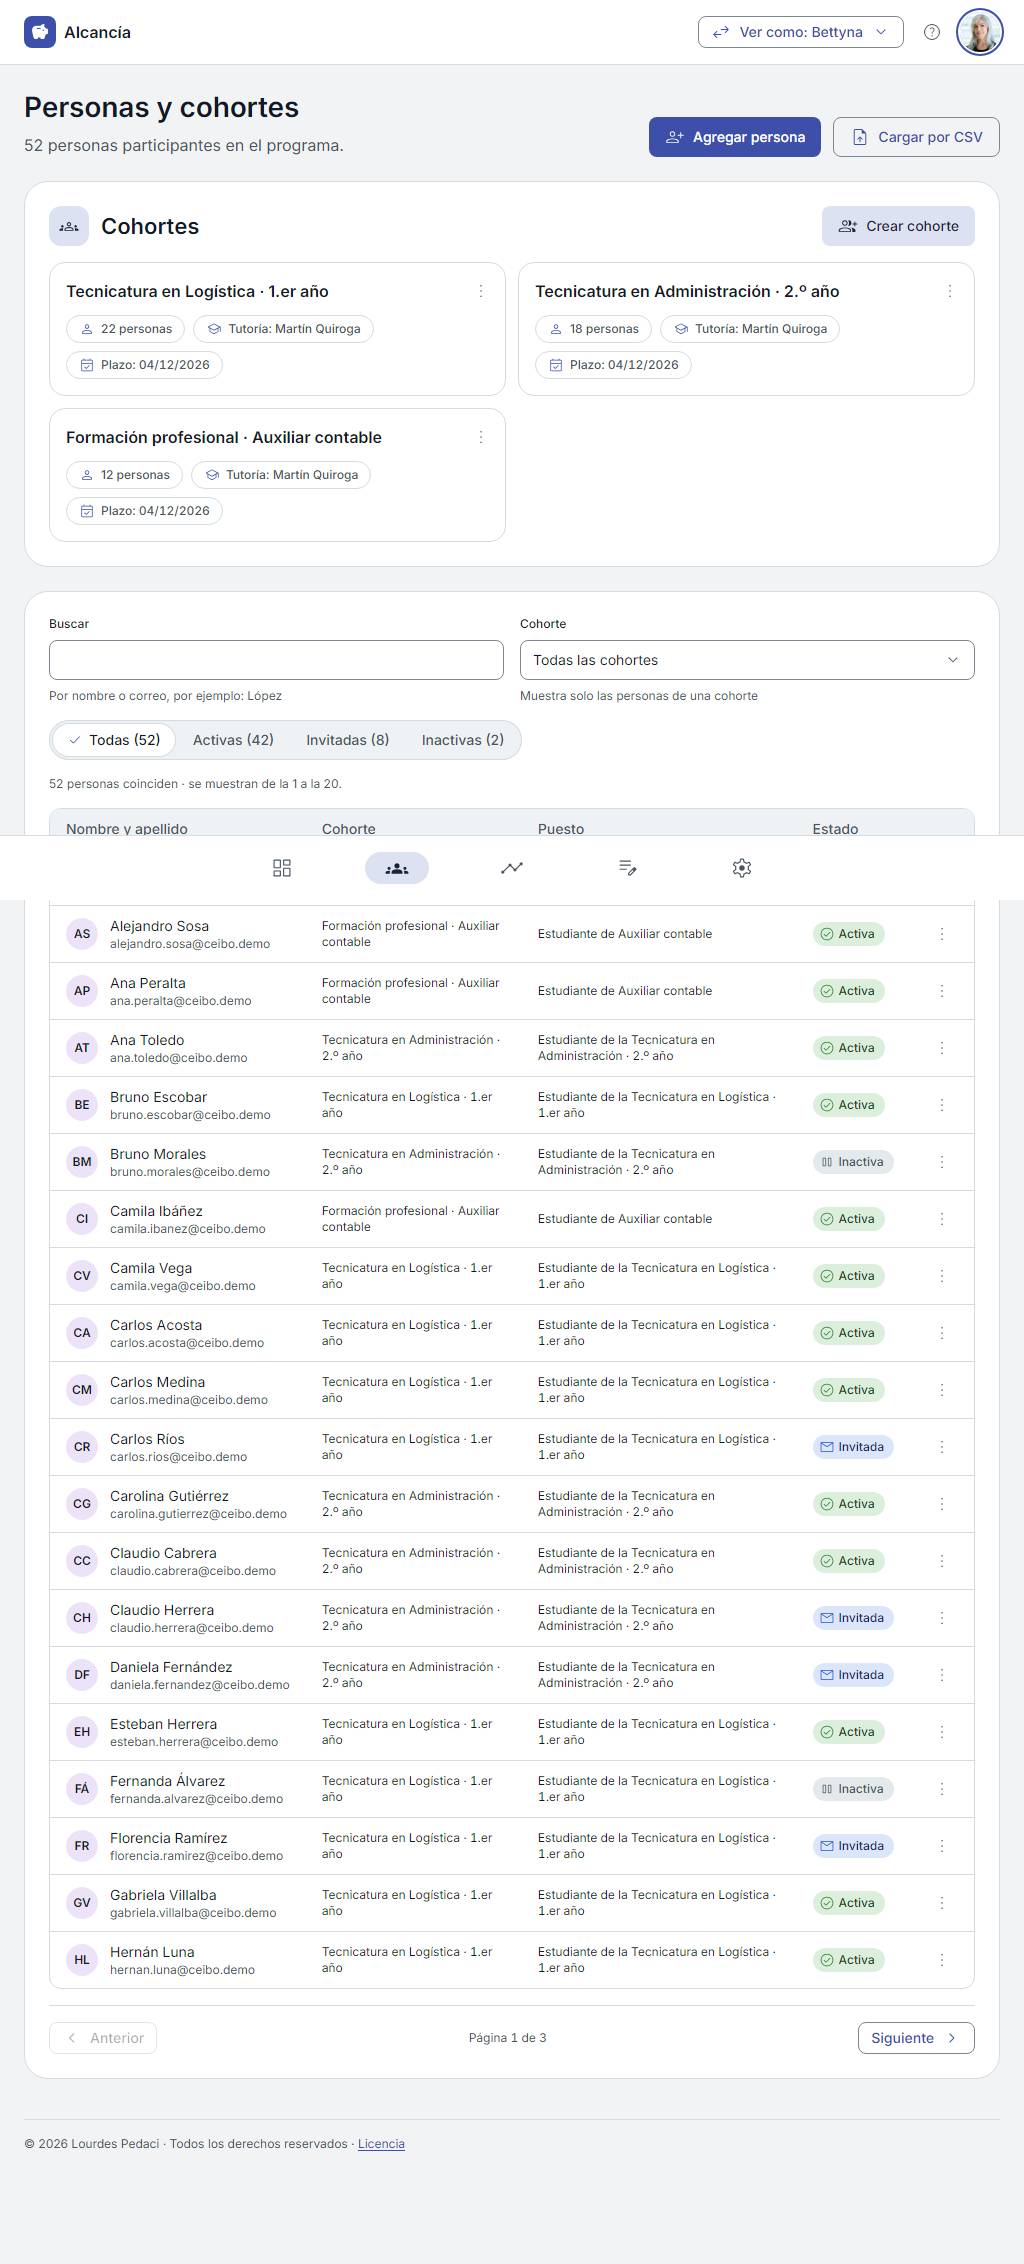 Alcancía
Ver como: Bettyna
Personas y cohortes
52 personas participantes en el programa.
Agregar persona
Cargar por CSV
Cohortes
Crear cohorte
Tecnicatura en Logística · 1.er año
22 personas
Tutoría: Martín Quiroga
Plazo: 04/12/2026
Tecnicatura en Administración · 2.º año
18 personas
Tutoría: Martín Quiroga
Plazo: 04/12/2026
Formación profesional · Auxiliar contable
12 personas
Tutoría: Martín Quiroga
Plazo: 04/12/2026
Buscar
Por nombre o correo, por ejemplo: López
Cohorte
Todas las cohortes
Muestra solo las personas de una cohorte
Todas (52)
Activas (42)
Invitadas (8)
Inactivas (2)
52 personas coinciden · se muestran de la 1 a la 20.
Nombre y apellido
Cohorte
Puesto
Estado
AS
Alejandro Sosa
alejandro.sosa@ceibo.demo
Formación profesional · Auxiliar
contable
Estudiante de Auxiliar contable
Activa
AP
Ana Peralta
ana.peralta@ceibo.demo
Formación profesional · Auxiliar
contable
Estudiante de Auxiliar contable
Activa
AT
Ana Toledo
ana.toledo@ceibo.demo
Tecnicatura en Administración ·
2.º año
Estudiante de la Tecnicatura en
Administración · 2.º año
Activa
BE
Bruno Escobar
bruno.escobar@ceibo.demo
Tecnicatura en Logística · 1.er
año
Estudiante de la Tecnicatura en Logística ·
1.er año
Activa
BM
Bruno Morales
bruno.morales@ceibo.demo
Tecnicatura en Administración ·
2.º año
Estudiante de la Tecnicatura en
Administración · 2.º año
Inactiva
CI
Camila Ibáñez
camila.ibanez@ceibo.demo
Formación profesional · Auxiliar
contable
Estudiante de Auxiliar contable
Activa
CV
Camila Vega
camila.vega@ceibo.demo
Tecnicatura en Logística · 1.er
año
Estudiante de la Tecnicatura en Logística ·
1.er año
Activa
CA
Carlos Acosta
carlos.acosta@ceibo.demo
Tecnicatura en Logística · 1.er
año
Estudiante de la Tecnicatura en Logística ·
1.er año
Activa
CM
Carlos Medina
carlos.medina@ceibo.demo
Tecnicatura en Logística · 1.er
año
Estudiante de la Tecnicatura en Logística ·
1.er año
Activa
CR
Carlos Ríos
carlos.rios@ceibo.demo
Tecnicatura en Logística · 1.er
año
Estudiante de la Tecnicatura en Logística ·
1.er año
Invitada
CG
Carolina Gutiérrez
carolina.gutierrez@ceibo.demo
Tecnicatura en Administración ·
2.º año
Estudiante de la Tecnicatura en
Administración · 2.º año
Activa
CC
Claudio Cabrera
claudio.cabrera@ceibo.demo
Tecnicatura en Administración ·
2.º año
Estudiante de la Tecnicatura en
Administración · 2.º año
Activa
CH
Claudio Herrera
claudio.herrera@ceibo.demo
Tecnicatura en Administración ·
2.º año
Estudiante de la Tecnicatura en
Administración · 2.º año
Invitada
DF
Daniela Fernández
daniela.fernandez@ceibo.demo
Tecnicatura en Administración ·
2.º año
Estudiante de la Tecnicatura en
Administración · 2.º año
Invitada
EH
Esteban Herrera
esteban.herrera@ceibo.demo
Tecnicatura en Logística · 1.er
año
Estudiante de la Tecnicatura en Logística ·
1.er año
Activa
FÁ
Fernanda Álvarez
fernanda.alvarez@ceibo.demo
Tecnicatura en Logística · 1.er
año
Estudiante de la Tecnicatura en Logística ·
1.er año
Inactiva
FR
Florencia Ramírez
florencia.ramirez@ceibo.demo
Tecnicatura en Logística · 1.er
año
Estudiante de la Tecnicatura en Logística ·
1.er año
Invitada
GV
Gabriela Villalba
gabriela.villalba@ceibo.demo
Tecnicatura en Logística · 1.er
año
Estudiante de la Tecnicatura en Logística ·
1.er año
Activa
HL
Hernán Luna
hernan.luna@ceibo.demo
Tecnicatura en Logística · 1.er
año
Estudiante de la Tecnicatura en Logística ·
1.er año
Activa
Anterior
Página 1 de 3
Siguiente
© 2026 Lourdes Pedaci · Todos los derechos reservados · Licencia